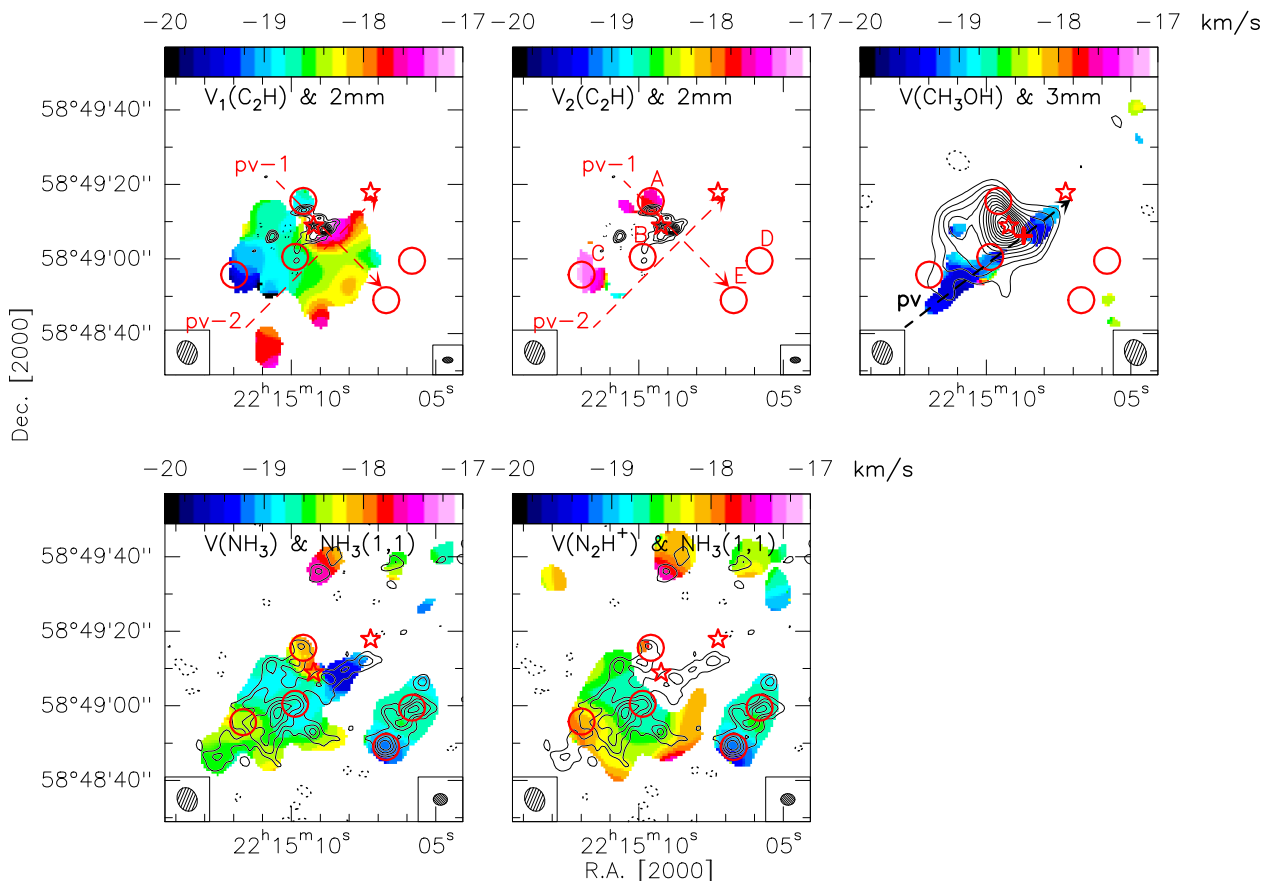 −20 −19 −18 −17
−20 −19 −18 −17
−20 −19 −18 −17 km/s
V₁(C₂H) & 2mm
V₂(C₂H) & 2mm
V(CH₃OH) & 3mm
58°49'40''
58°49'20''
58°49'00''
58°48'40''
pv−1
pv−2
pv−1
A
B
C
D
E
pv−2
pv
22ʰ15ᵐ10ˢ 05ˢ
22ʰ15ᵐ10ˢ 05ˢ
22ʰ15ᵐ10ˢ 05ˢ
Dec. [2000]
−20 −19 −18 −17
−20 −19 −18 −17 km/s
V(NH₃) & NH₃(1,1)
V(N₂H⁺) & NH₃(1,1)
58°49'40''
58°49'20''
58°49'00''
58°48'40''
22ʰ15ᵐ10ˢ 05ˢ
22ʰ15ᵐ10ˢ 05ˢ
R.A. [2000]